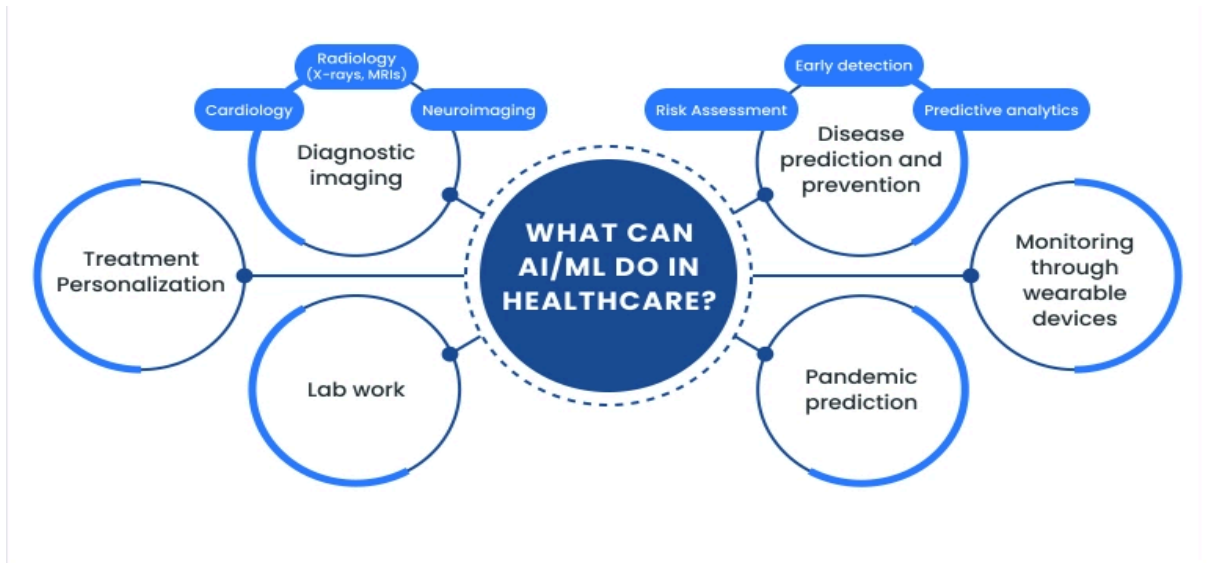 Radiology
(X-rays, MRIs)
Cardiology
Neuroimaging
Diagnostic
imaging
Early detection
Risk Assessment
Predictive analytics
Disease
prediction and
prevention
Treatment
Personalization
WHAT CAN
AI/ML DO IN
HEALTHCARE?
Monitoring
through
wearable
devices
Lab work
Pandemic
prediction